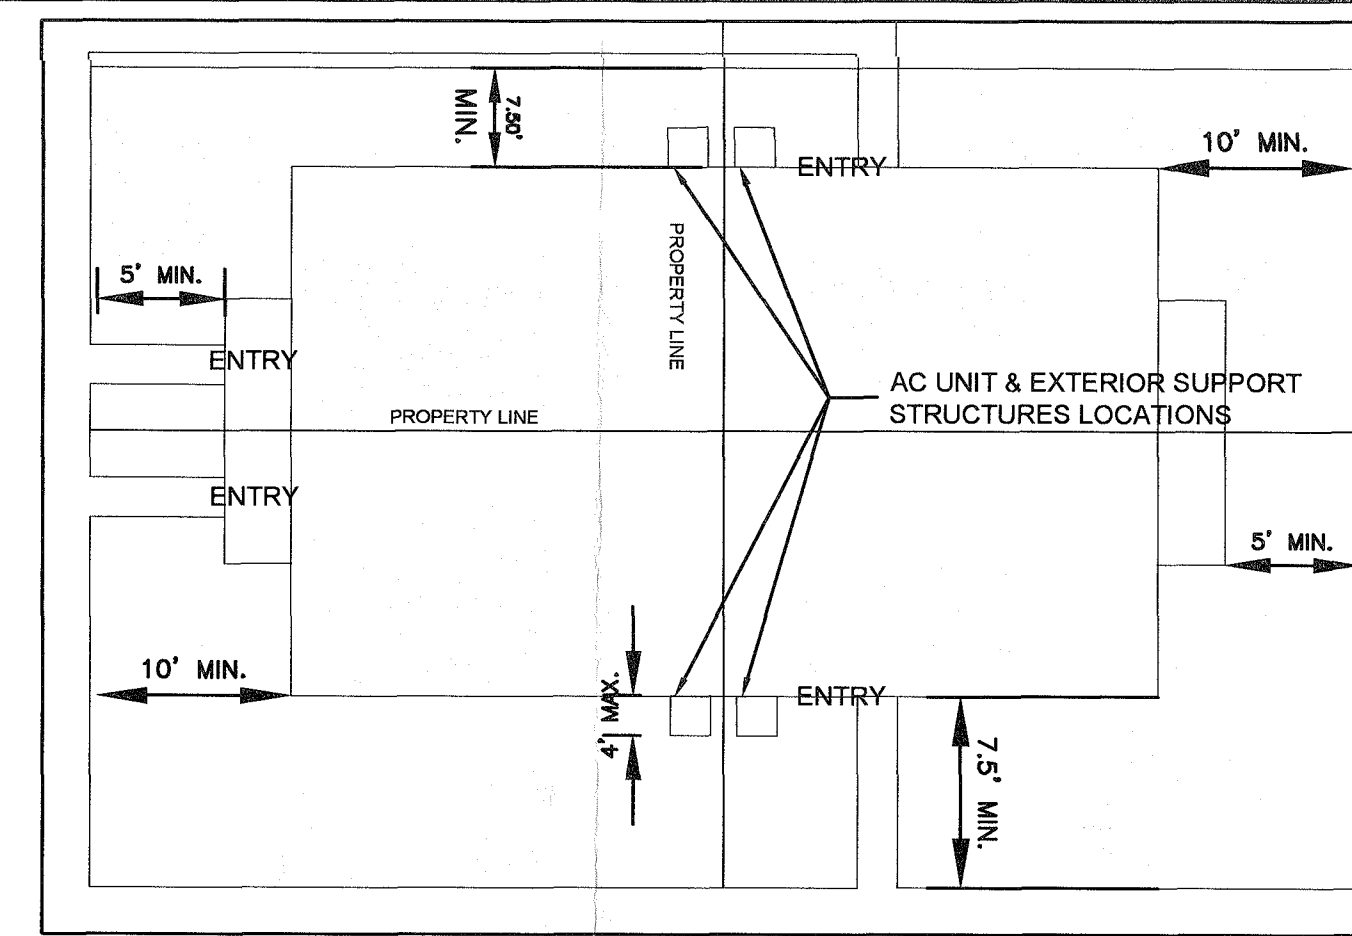 7.50'
MIN.
ENTRY
10' MIN.
PROPERTY LINE
5' MIN.
ENTRY
AC UNIT & EXTERIOR SUPPORT
STRUCTURES LOCATIONS
PROPERTY LINE
ENTRY
5' MIN.
10' MIN.
4' MAX.
ENTRY
7.5' MIN.